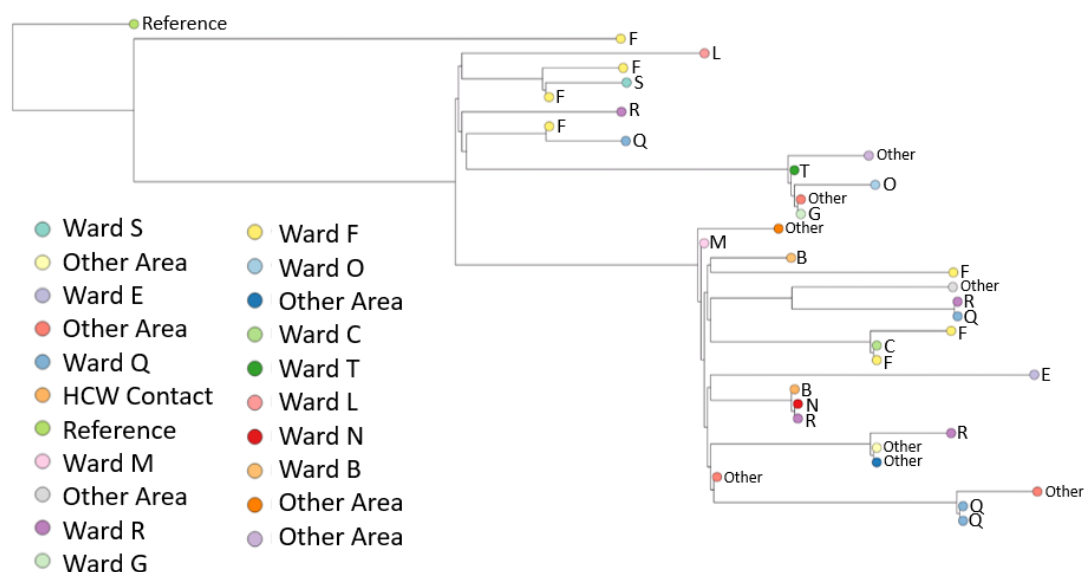 Reference
F
L
F
S
F
R
F
Q
Other
T
O
Other
G
Other
M
B
F
Other
R
Q
F
C
F
E
B
N
R
R
Other
Other
Other
Other
Q
Q
Ward S
Other Area
Ward E
Other Area
Ward Q
HCW Contact
Reference
Ward M
Other Area
Ward R
Ward G
Ward F
Ward O
Other Area
Ward C
Ward T
Ward L
Ward N
Ward B
Other Area
Other Area